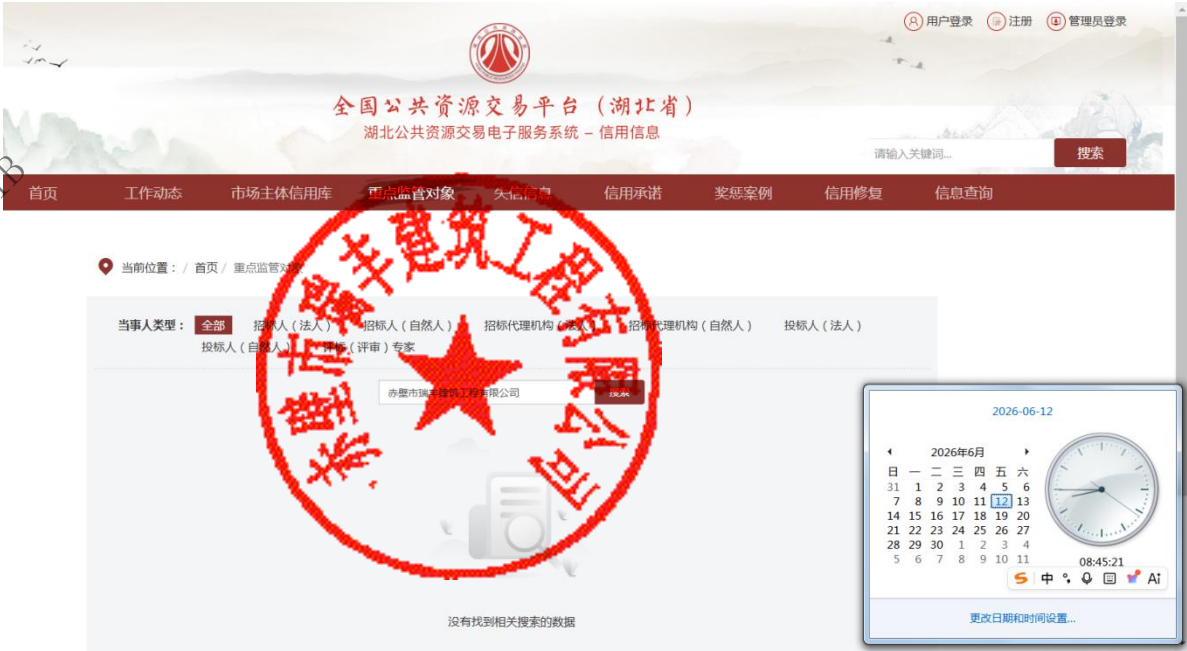 用户登录 注册 管理员登录
全国公共资源交易平台（湖北省）
湖北公共资源交易电子服务系统 - 信用信息
请输入关键词... 搜索
首页 工作动态 市场主体信用库 重点监管对象 失信信息 信用承诺 奖惩案例 信用修复 信息查询
当前位置： / 首页 / 重点监管对象
当事人类型： 全部 招标人（法人） 招标人（自然人） 招标代理机构（法人） 招标代理机构（自然人） 投标人（法人）
投标人（自然人） 评标（评审）专家
赤壁市瑞丰建筑工程有限公司 搜索
赤壁市瑞丰建筑工程有限公司
没有找到相关搜索的数据
2026-06-12
2026年6月
日 一 二 三 四 五 六
31 1 2 3 4 5 6
7 8 9 10 11 12 13
14 15 16 17 18 19 20
21 22 23 24 25 26 27
28 29 30 1 2 3 4
5 6 7 8 9 10 11
08:45:21
中 °, Ai
更改日期和时间设置...